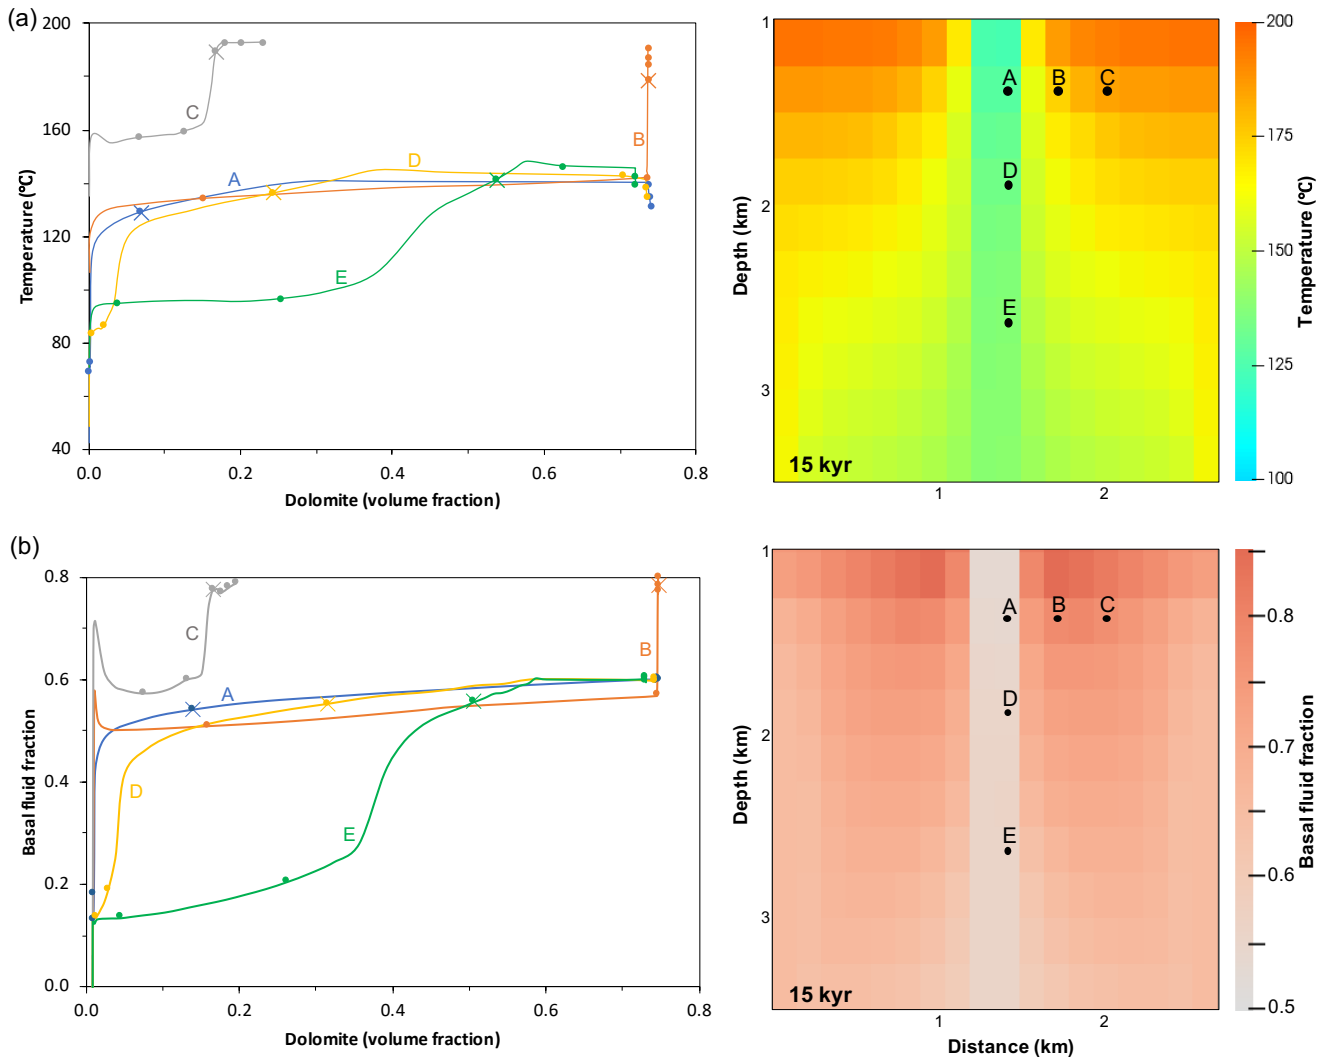 (a)
200
160
120
80
40
Temperature (°C)
C
B
D
A
E
0.0 0.2 0.4 0.6 0.8
Dolomite (volume fraction)
1
2
3
Depth (km)
A B C
D
E
15 kyr
1 2
200
175
150
125
100
Temperature (°C)
(b)
0.8
0.6
0.4
0.2
0.0
Basal fluid fraction
C
B
A
D
E
0.0 0.2 0.4 0.6 0.8
Dolomite (volume fraction)
1
2
3
Depth (km)
A B C
D
E
15 kyr
1 2
Distance (km)
0.8
0.7
0.6
0.5
Basal fluid fraction